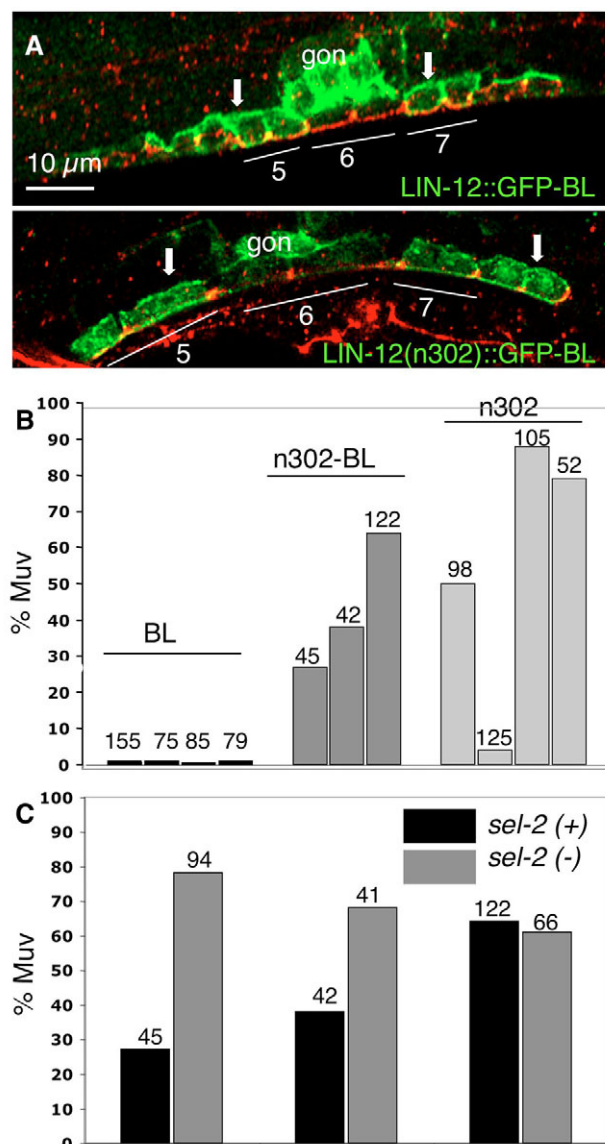 A
gon
5
6
7
10 µm
LIN-12::GFP-BL
gon
5
6
7
LIN-12(n302)::GFP-BL
B
% Muv
100
90
80
70
60
50
40
30
20
10
0
BL
155 75 85 79
n302-BL
45 42 122
n302
98 125 105 52
C
% Muv
100
90
80
70
60
50
40
30
20
10
0
sel-2 (+)
sel-2 (-)
45 94 42 41 122 66